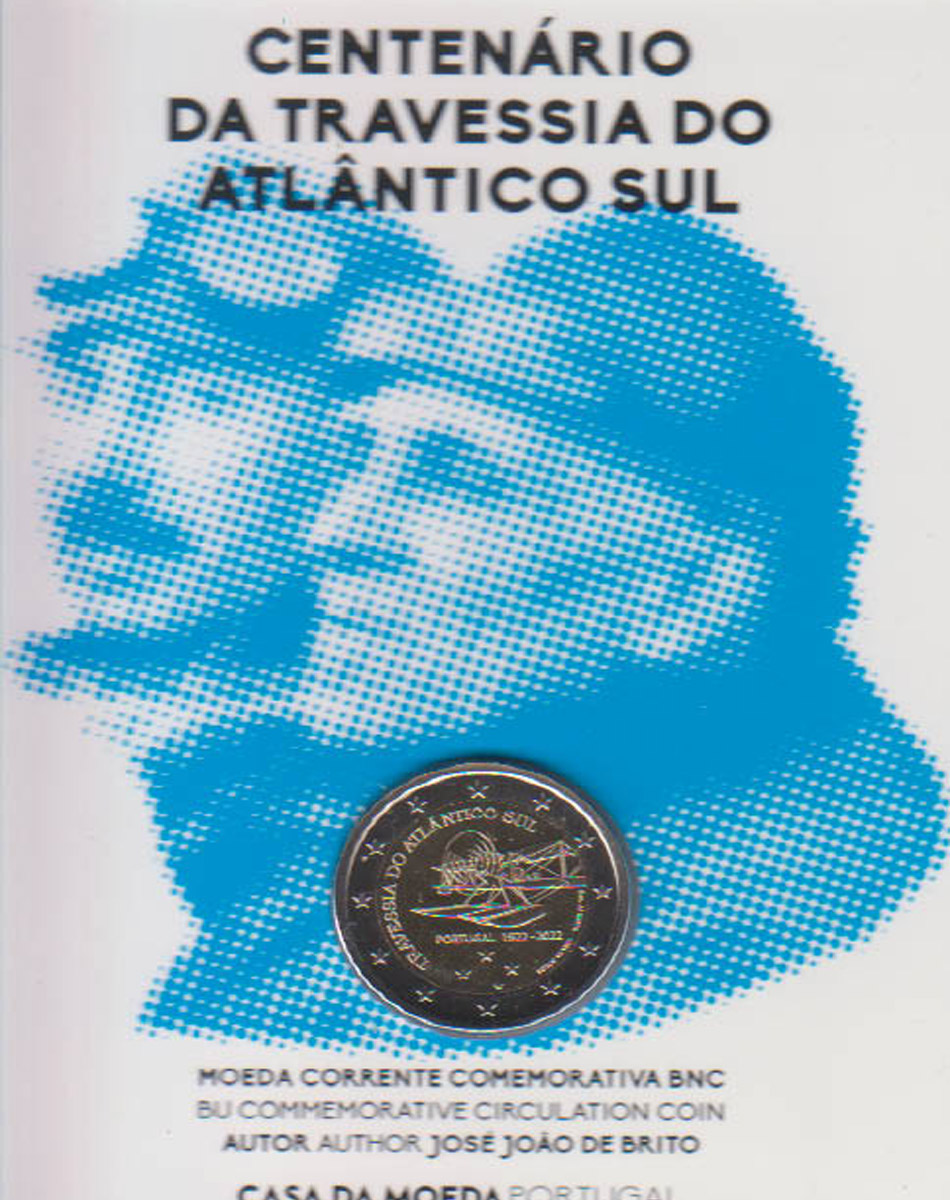 CENTENÁRIO
DA TRAVESSIA DO
ATLÂNTICO SUL
TRAVESSIA DO ATLÂNTICO SUL
PORTUGAL 1922-2022
MOEDA CORRENTE COMEMORATIVA BNC
BU COMMEMORATIVE CIRCULATION COIN
AUTOR AUTHOR JOSÉ JOÃO DE BRITO
CASA DA MOEDA PORTUGAL